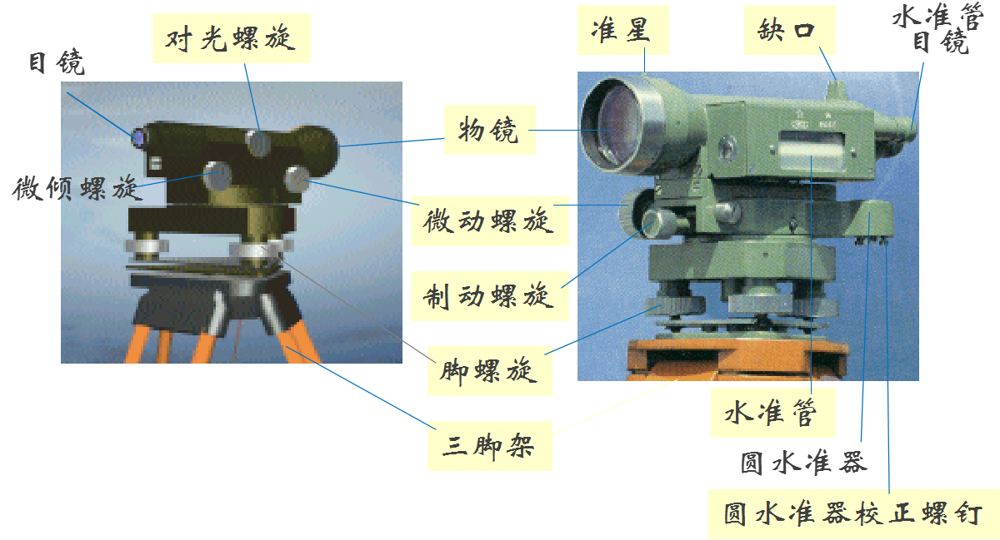 对光螺旋
目镜
准星
缺口
水准管
目镜
物镜
微倾螺旋
微动螺旋
制动螺旋
脚螺旋
三脚架
水准管
圆水准器
圆水准器校正螺钉